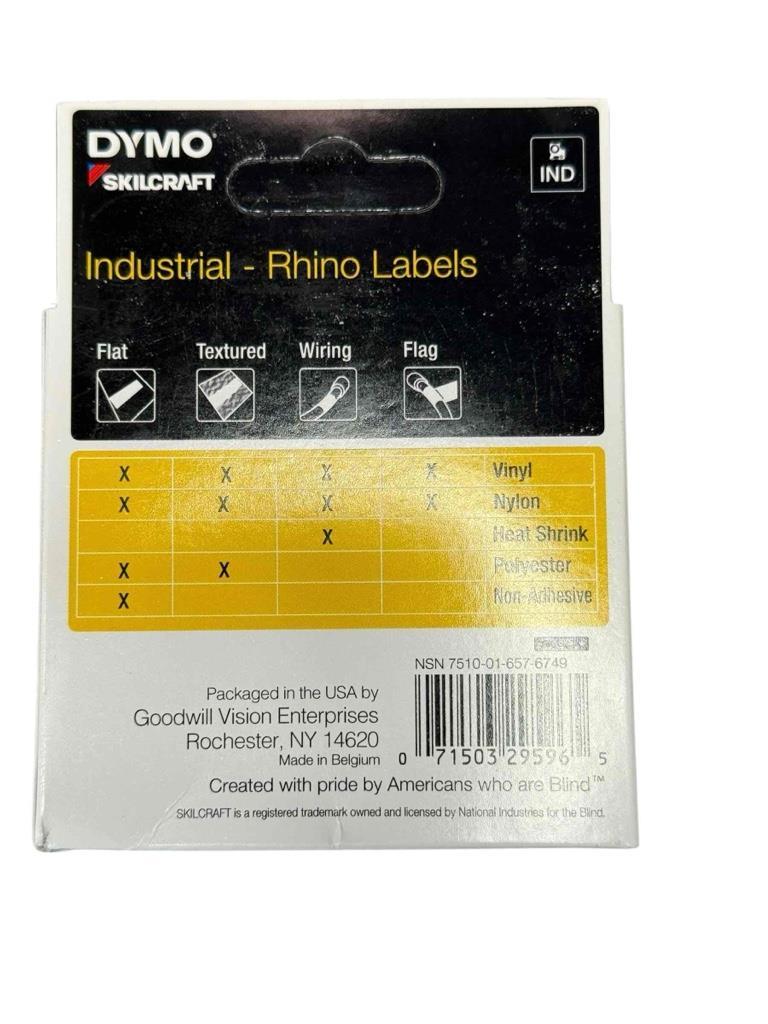 DYMO
SKILCRAFT
IND
Industrial - Rhino Labels
Flat Textured Wiring Flag
X X X X Vinyl
X X X X Nylon
X Heat Shrink
X X Polyester
X Non-Adhesive
NSN 7510-01-657-6749
Packaged in the USA by
Goodwill Vision Enterprises
Rochester, NY 14620
Made in Belgium
0 71503 29596 5
Created with pride by Americans who are Blind™
SKILCRAFT is a registered trademark owned and licensed by National Industries for the Blind.